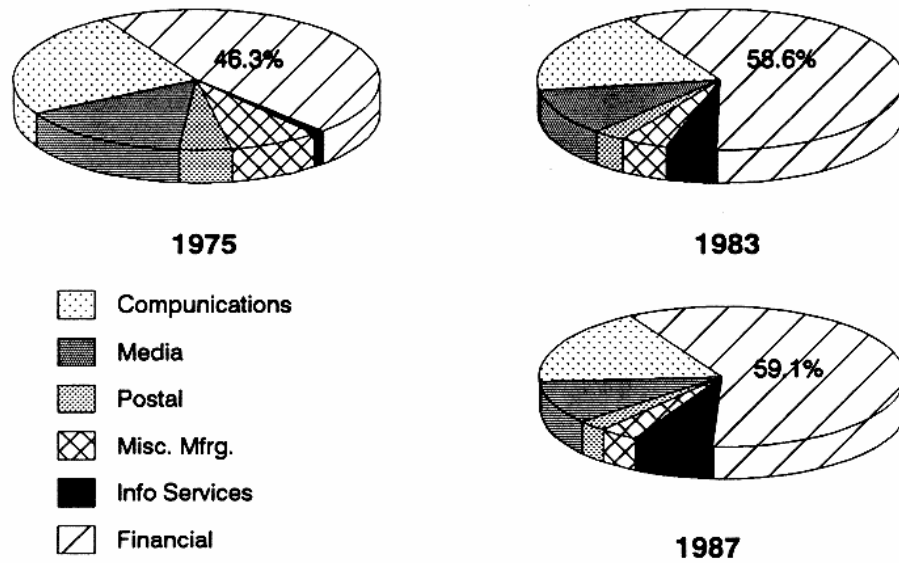 46.3%
58.6%
1975
1983
Compunications
Media
Postal
Misc. Mfrg.
Info Services
Financial
59.1%
1987